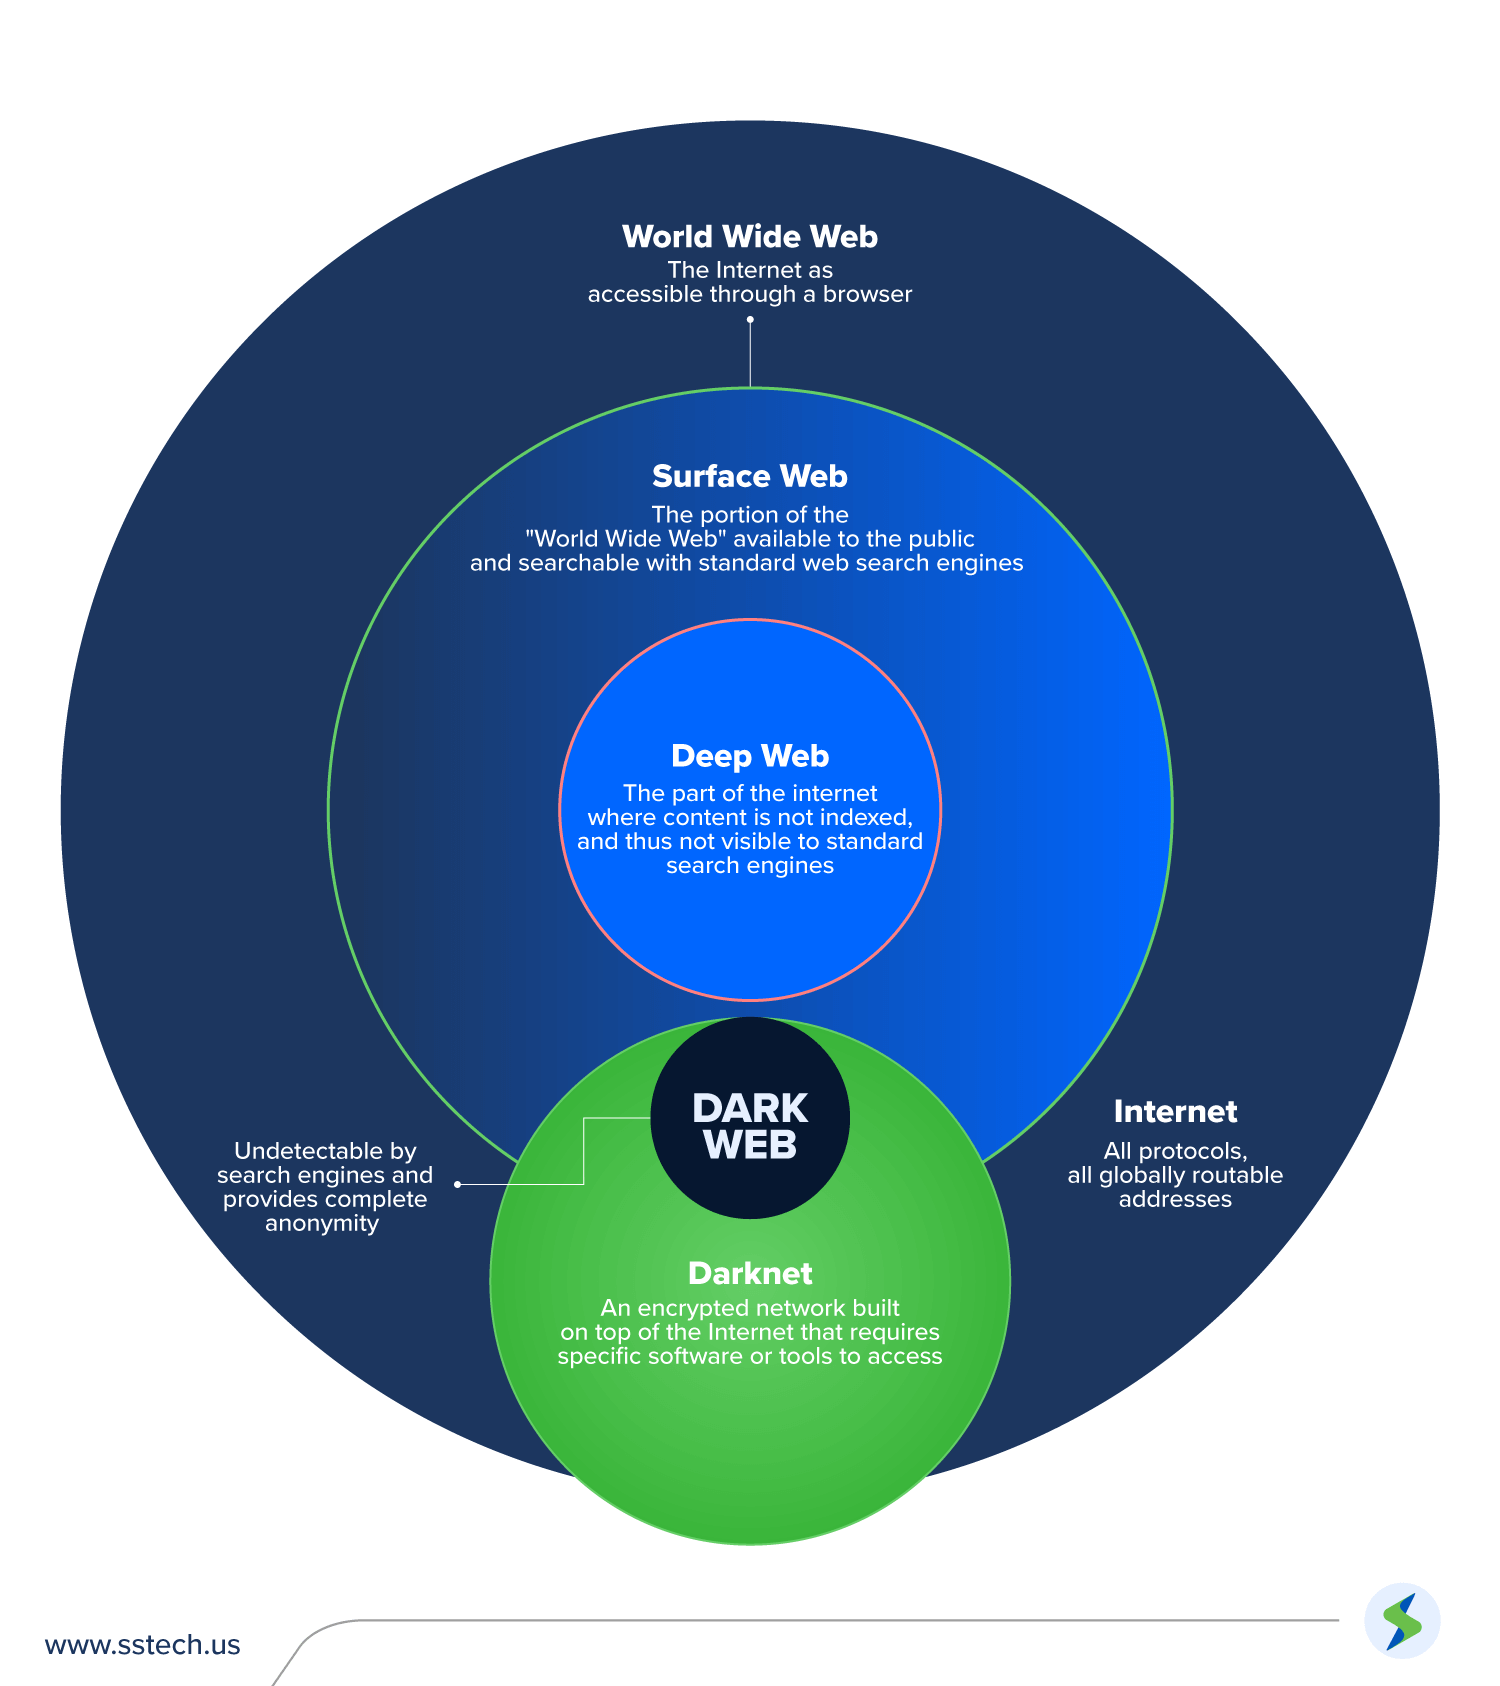 World Wide Web
The Internet as
accessible through a browser
Surface Web
The portion of the
"World Wide Web" available to the public
and searchable with standard web search engines
Deep Web
The part of the internet
where content is not indexed,
and thus not visible to standard
search engines
DARK
WEB
Undetectable by
search engines and
provides complete
anonymity
Internet
All protocols,
all globally routable
addresses
Darknet
An encrypted network built
on top of the Internet that requires
specific software or tools to access
www.sstech.us